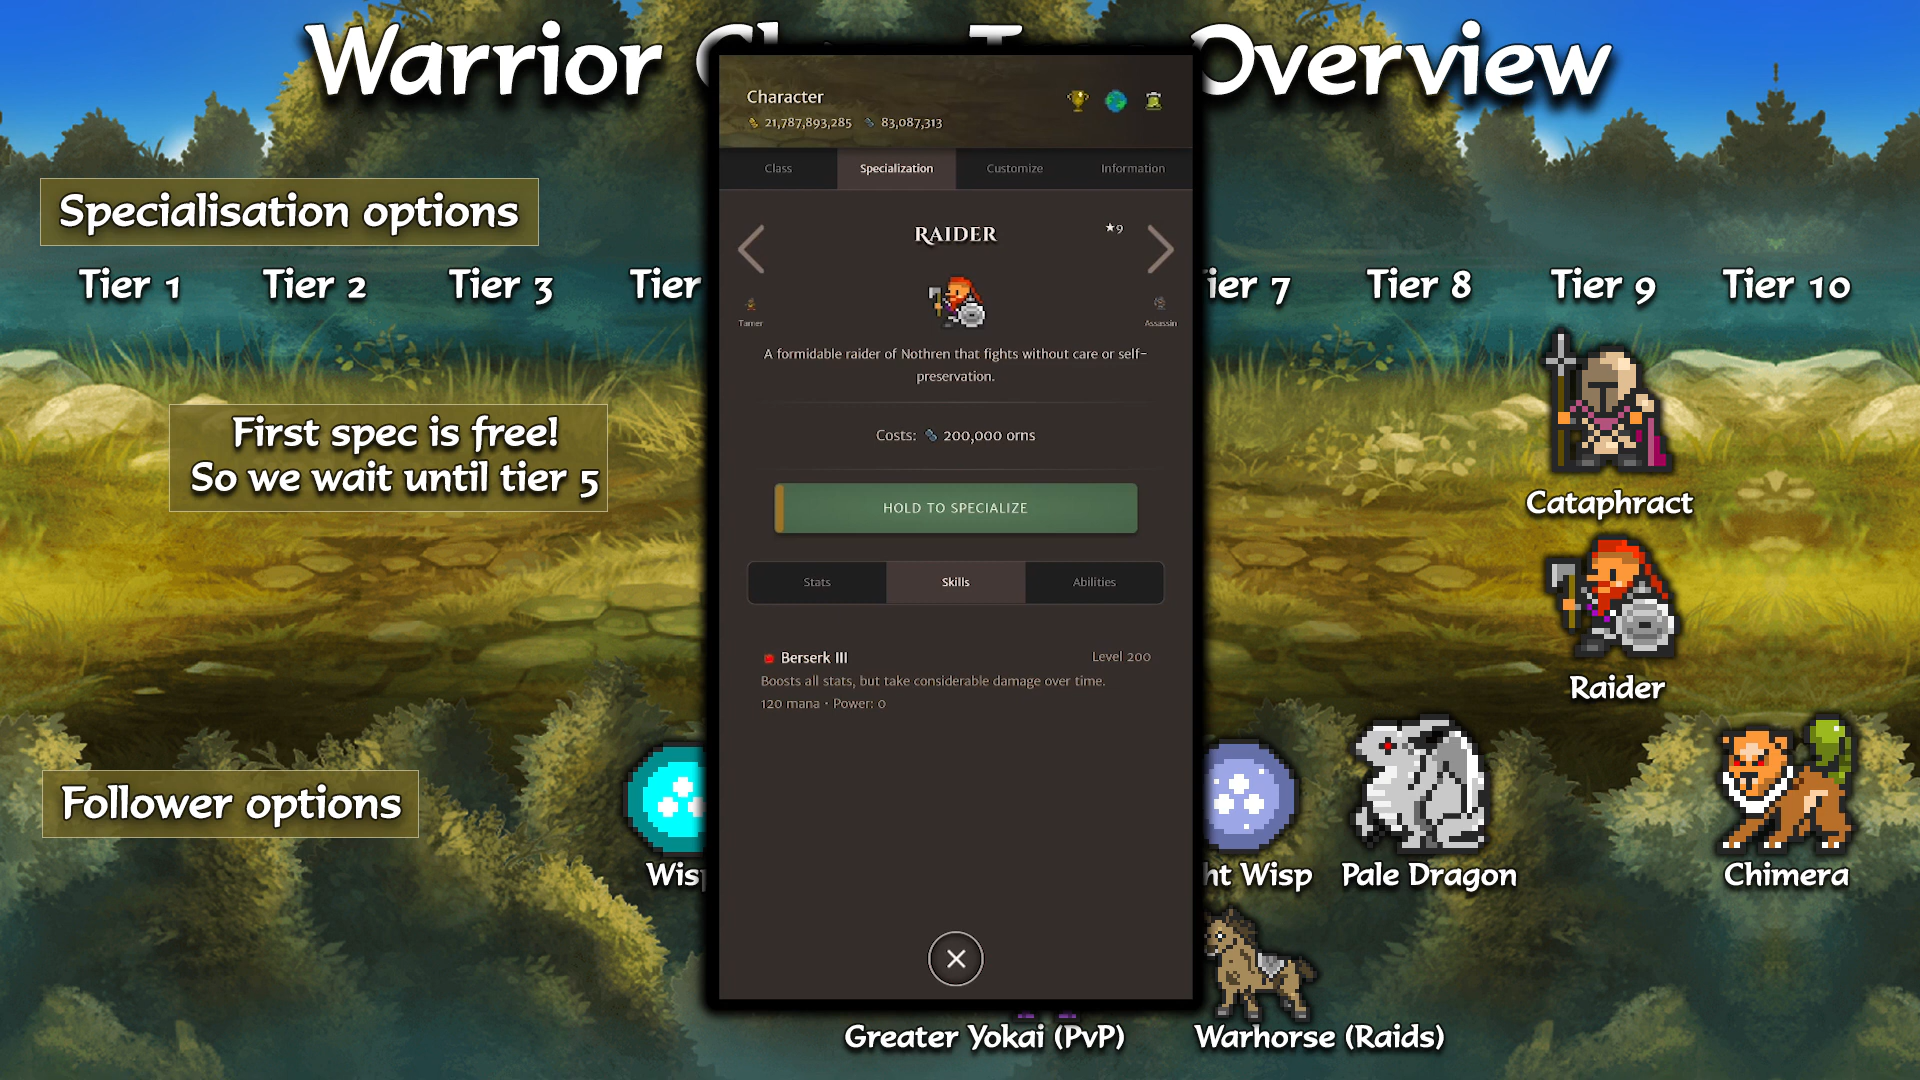 Warrior Overview
Specialisation options
Tier 1 Tier 2 Tier 3 Tier Tier 7 Tier 8 Tier 9 Tier 10
First spec is free!
So we wait until tier 5
Follower options
Character
21,787,893,285 83,087,313
Class Specialization Customize Information
RAIDER ★9
Tamer Assassin
A formidable raider of Nothren that fights without care or self-
preservation.
Costs: 200,000 orns
HOLD TO SPECIALIZE
Stats Skills Abilities
Berserk III Level 200
Boosts all stats, but take considerable damage over time.
120 mana • Power: 0
Cataphract
Raider
Wisp ht Wisp Pale Dragon Chimera
Greater Yokai (PvP) Warhorse (Raids)